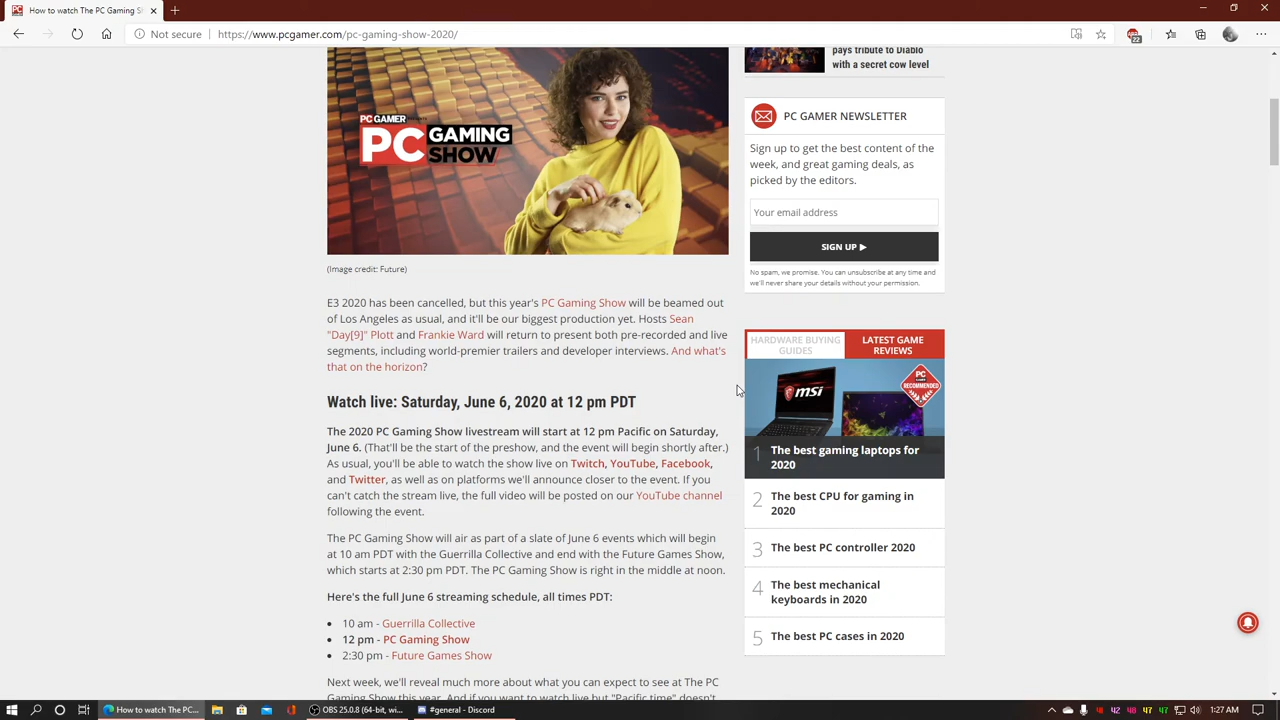 How to watch The PC Gaming S
Not secure
https://www.pcgamer.com/pc-gaming-show-2020/
22
pays tribute to Diablo
with a secret cow level
PC GAMER
PC GAMING
SHOW
(Image credit: Future)
PC GAMER NEWSLETTER
Sign up to get the best content of the
week, and great gaming deals, as
picked by the editors.
Your email address
SIGN UP ▶
No spam, we promise. You can unsubscribe at any time and
we'll never share your details without your permission.
E3 2020 has been cancelled, but this year's PC Gaming Show will be beamed out
of Los Angeles as usual, and it'll be our biggest production yet. Hosts Sean
"Day[9]" Plott and Frankie Ward will return to present both pre-recorded and live
segments, including world-premier trailers and developer interviews. And what's
that on the horizon?
Watch live: Saturday, June 6, 2020 at 12 pm PDT
The 2020 PC Gaming Show livestream will start at 12 pm Pacific on Saturday,
June 6. (That'll be the start of the preshow, and the event will begin shortly after.)
As usual, you'll be able to watch the show live on Twitch, YouTube, Facebook,
and Twitter, as well as on platforms we'll announce closer to the event. If you
can't catch the stream live, the full video will be posted on our YouTube channel
following the event.
The PC Gaming Show will air as part of a slate of June 6 events which will begin
at 10 am PDT with the Guerrilla Collective and end with the Future Games Show,
which starts at 2:30 pm PDT. The PC Gaming Show is right in the middle at noon.
Here's the full June 6 streaming schedule, all times PDT:
• 10 am - Guerrilla Collective
• 12 pm - PC Gaming Show
• 2:30 pm - Future Games Show
Next week, we'll reveal much more about what you can expect to see at The PC
Gaming Show this year. And if you want to watch live but "Pacific time" doesn't
HARDWARE BUYING
GUIDES
LATEST GAME
REVIEWS
msi
RECOMMENDED
1 The best gaming laptops for
2020
2 The best CPU for gaming in
2020
3 The best PC controller 2020
4 The best mechanical
keyboards in 2020
5 The best PC cases in 2020
How to watch The PC...
OBS 25.0.8 (64-bit, wi...
#general - Discord
1:27 AM